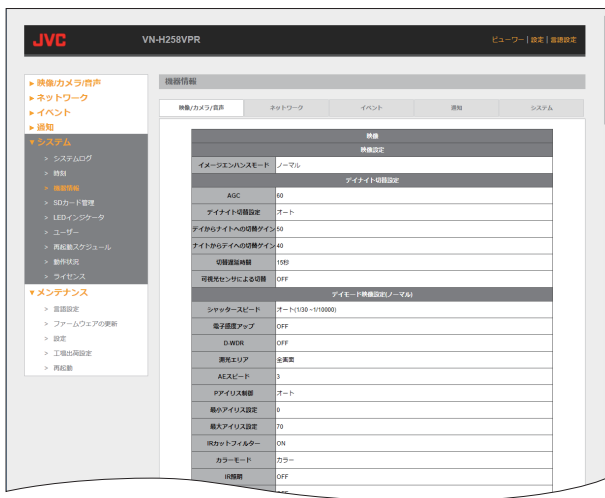 JVC
VN-H258VPR
ビューワー | 設定 | 言語設定
▶ 映像/カメラ/音声
▶ ネットワーク
▶ イベント
▶ 通知
▼ システム
> システムログ
> 時刻
> 機器情報
> SDカード管理
> LEDインジケータ
> ユーザー
> 再起動スケジュール
> 動作状況
> ライセンス
▼ メンテナンス
> 言語設定
> ファームウェアの更新
> 設定
> 工場出荷設定
> 再起動
機器情報
映像/カメラ/音声 ネットワーク イベント 通知 システム
映像
映像設定
イメージエンハンスモード ノーマル
デイナイト切替設定
AGC 60
デイナイト切替設定 オート
デイからナイトへの切替ゲイン 50
ナイトからデイへの切替ゲイン 40
切替遅延時間 15秒
可視光センサによる切替 OFF
デイモード映像設定(ノーマル)
シャッタースピード オート(1/30 ~1/10000)
電子感度アップ OFF
D-WDR OFF
測光エリア 全画面
AEスピード 3
Pアイリス制御 オート
最小アイリス設定 0
最大アイリス設定 70
IRカットフィルター ON
カラーモード カラー
IR照明 OFF